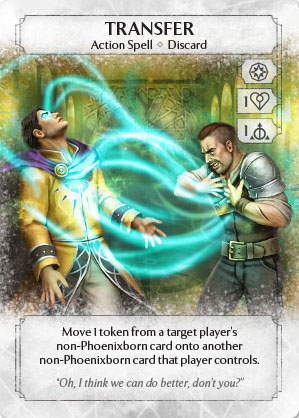 TRANSFER
Action Spell ⋄ Discard
1
1
Move 1 token from a target player's
non-Phoenixborn card onto another
non-Phoenixborn card that player controls.
"Oh, I think we can do better, don't you?"